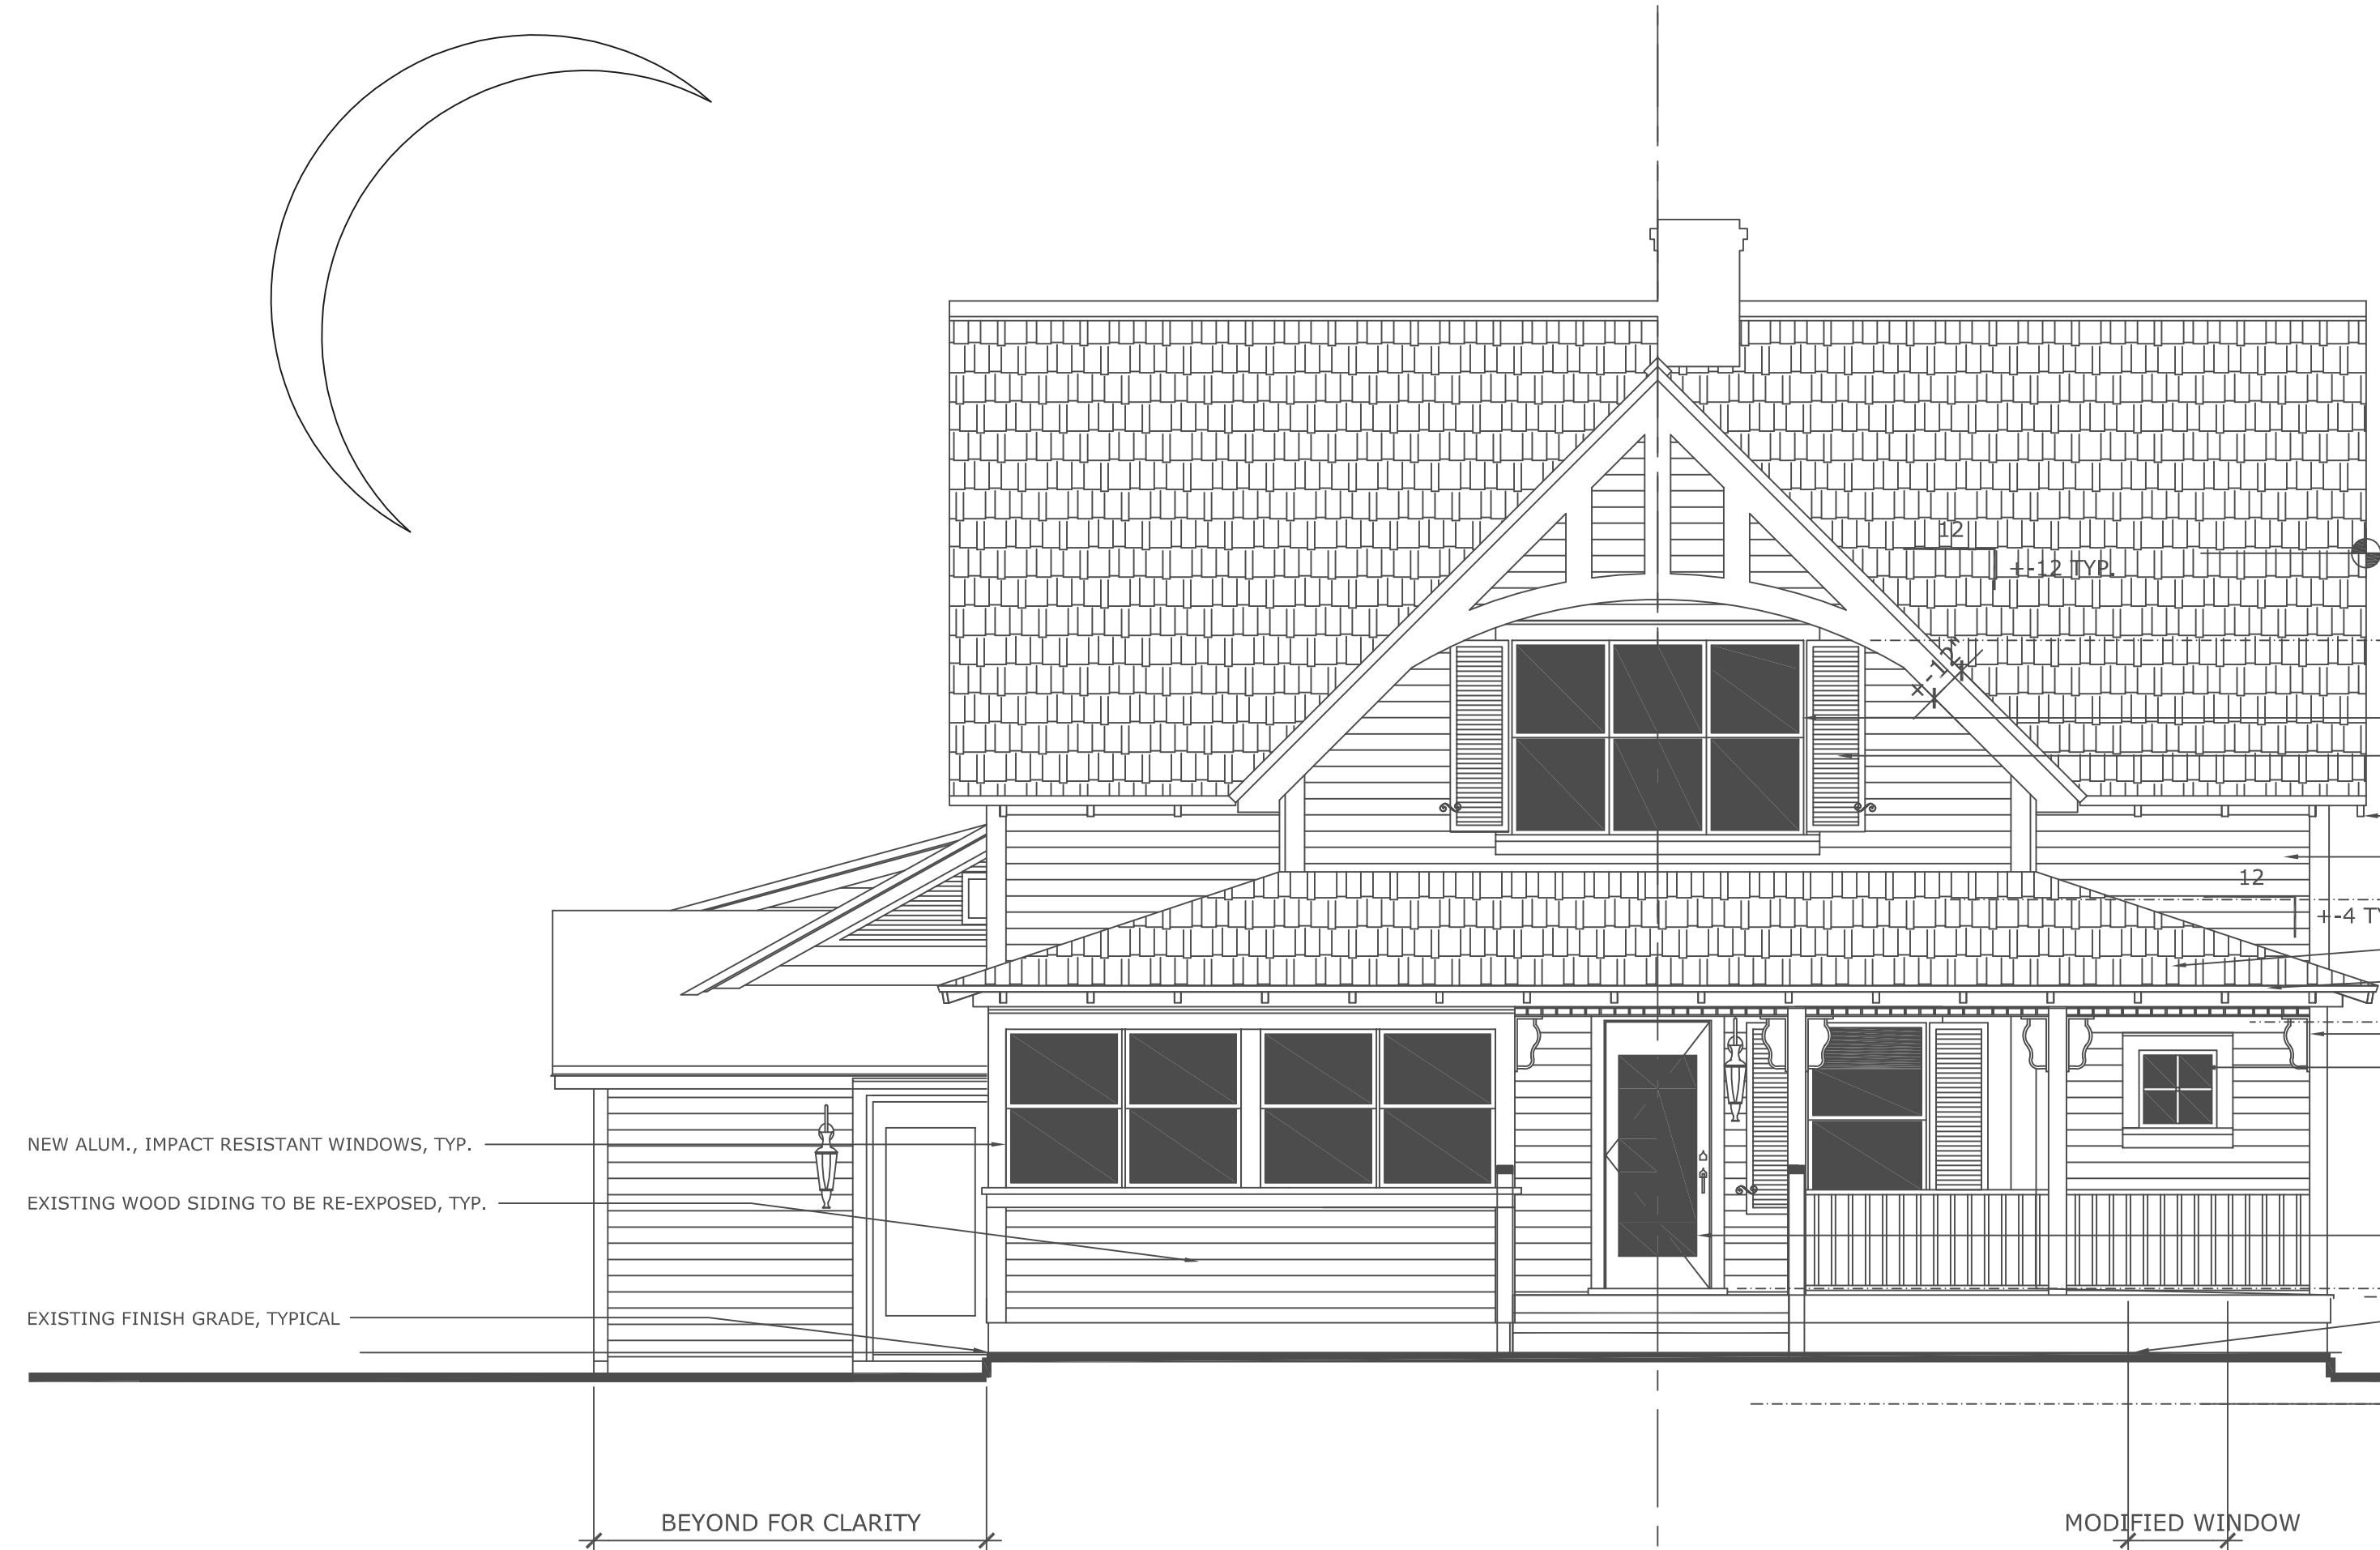 12
+-12 TYP.
12
+-4
NEW ALUM., IMPACT RESISTANT WINDOWS, TYP.
EXISTING WOOD SIDING TO BE RE-EXPOSED, TYP.
EXISTING FINISH GRADE, TYPICAL
BEYOND FOR CLARITY
MODIFIED WINDOW